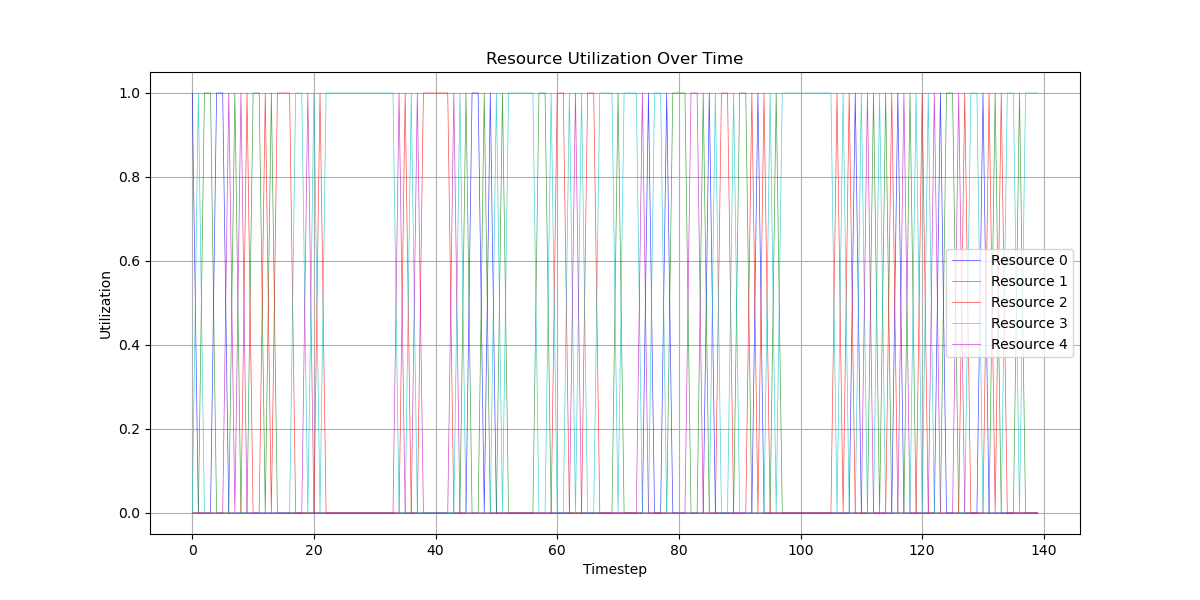 Resource Utilization Over Time
1.0
0.8
0.6
0.4
0.2
0.0
Utilization
Resource 0
Resource 1
Resource 2
Resource 3
Resource 4
0 20 40 60 80 100 120 140
Timestep